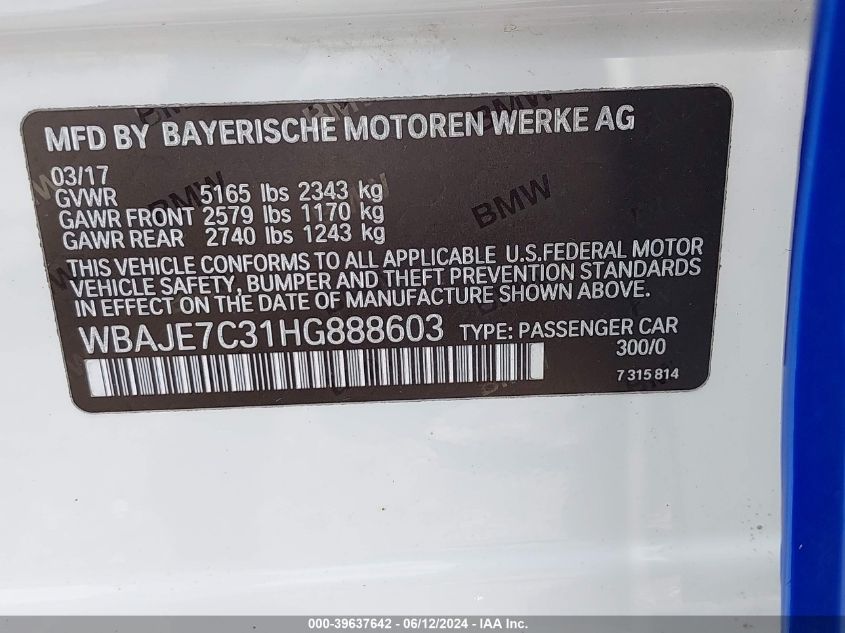 MFD BY BAYERISCHE MOTOREN WERKE AG
03/17
GVWR 5165 lbs 2343 kg
GAWR FRONT 2579 lbs 1170 kg
GAWR REAR 2740 lbs 1243 kg
THIS VEHICLE CONFORMS TO ALL APPLICABLE U.S.FEDERAL MOTOR
VEHICLE SAFETY, BUMPER AND THEFT PREVENTION STANDARDS
IN EFFECT ON THE DATE OF MANUFACTURE SHOWN ABOVE.
WBAJE7C31HG888603 TYPE: PASSENGER CAR
300/0
7 315 814
BMW
BMW
000-39637642 - 06/12/2024 - IAA Inc.